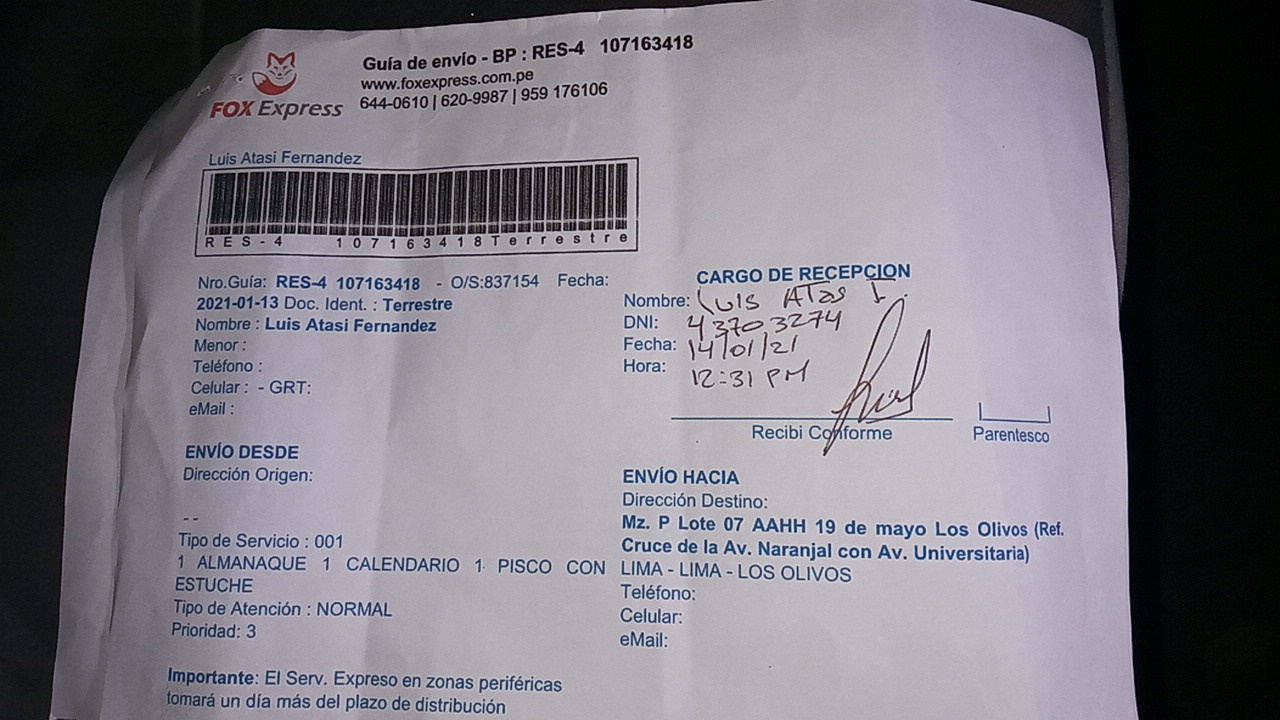 Guía de envío - BP : RES-4 107163418
www.foxexpress.com.pe
644-0610 | 620-9987 | 959 176106
FOX Express
Luis Atasi Fernandez
RES-4 107163418Terrestre
Nro.Guía: RES-4 107163418 - O/S:837154 Fecha:
2021-01-13 Doc. Ident. : Terrestre
Nombre : Luis Atasi Fernandez
Menor :
Teléfono :
Celular : - GRT:
eMail :
CARGO DE RECEPCION
Nombre: Luis Atasi F.
DNI: 43703274
Fecha: 14/01/21
Hora: 12:31 PM
Recibi Conforme
Parentesco
ENVÍO DESDE
Dirección Origen:
- -
Tipo de Servicio : 001
1 ALMANAQUE 1 CALENDARIO 1 PISCO CON
ESTUCHE
Tipo de Atención : NORMAL
Prioridad: 3
ENVÍO HACIA
Dirección Destino:
Mz. P Lote 07 AAHH 19 de mayo Los Olivos (Ref.
Cruce de la Av. Naranjal con Av. Universitaria)
LIMA - LIMA - LOS OLIVOS
Teléfono:
Celular:
eMail:
Importante: El Serv. Expreso en zonas periféricas
tomará un día más del plazo de distribución